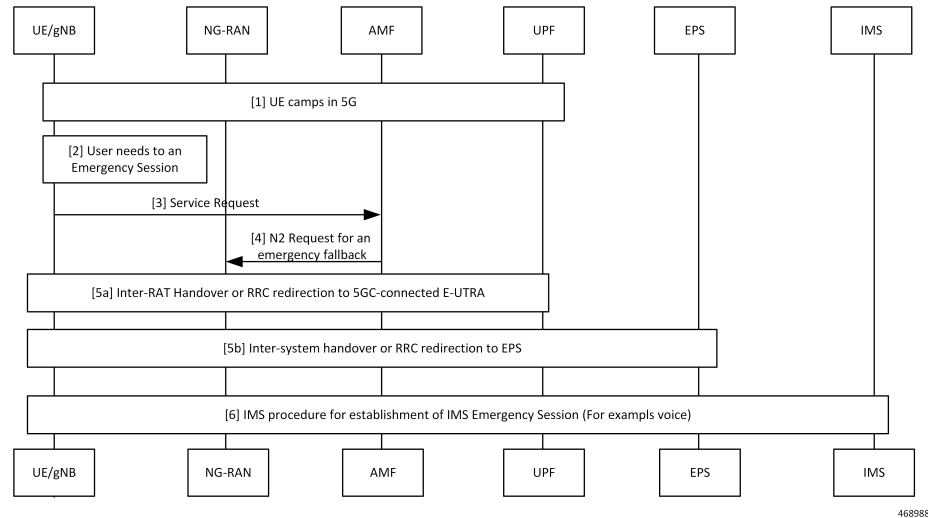 UE/gNB
NG-RAN
AMF
UPF
EPS
IMS
[1] UE camps in 5G
[2] User needs to an
Emergency Session
[3] Service Request
[4] N2 Request for an
emergency fallback
[5a] Inter-RAT Handover or RRC redirection to 5GC-connected E-UTRA
[5b] Inter-system handover or RRC redirection to EPS
[6] IMS procedure for establishment of IMS Emergency Session (For exampls voice)
UE/gNB
NG-RAN
AMF
UPF
EPS
IMS
468988